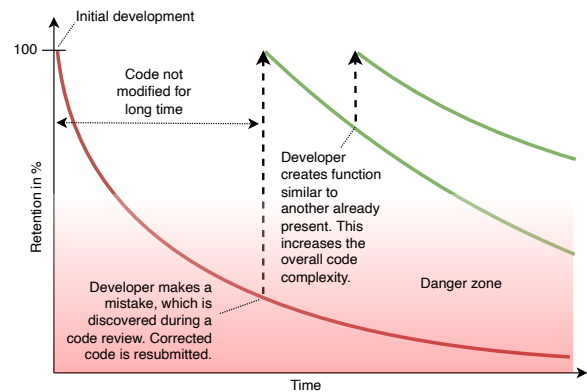 Initial development
100
Code not
modified for
long time
Developer
creates function
similar to
another already
present. This
increases the
overall code
complexity.
Retention in %
Developer makes a
mistake, which is
discovered during a
code review. Corrected
code is resubmitted.
Danger zone
Time